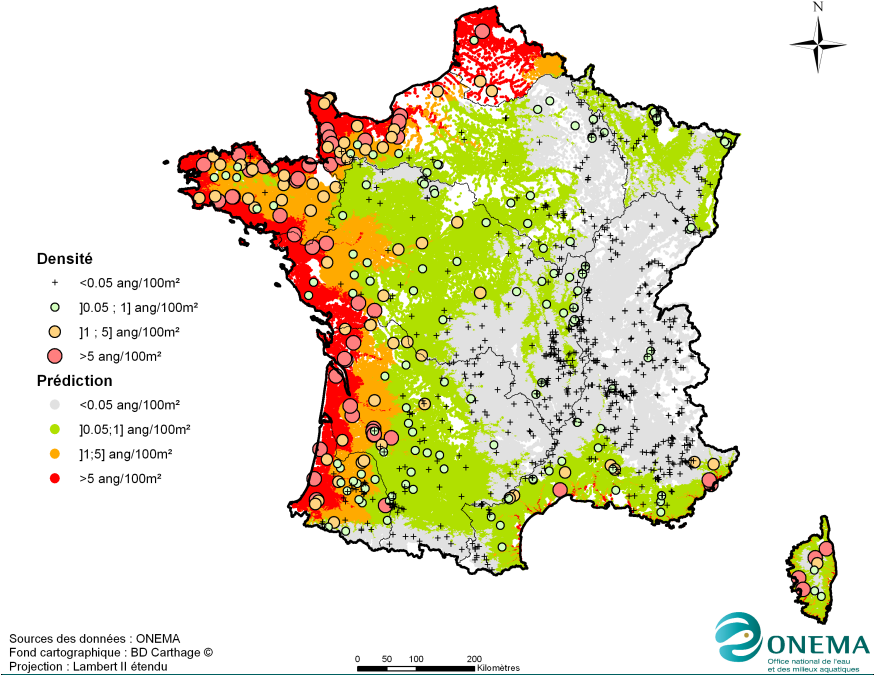 N
Densité
<0.05 ang/100m²
]0.05 ; 1] ang/100m²
]1 ; 5] ang/100m²
>5 ang/100m²
Prédiction
<0.05 ang/100m²
]0.05;1] ang/100m²
]1;5] ang/100m²
>5 ang/100m²
Sources des données : ONEMA
Fond cartographique : BD Carthage ©
Projection : Lambert II étendu
0 50 100 200
Kilomètres
ONEMA
Office national de l'eau
et des milieux aquatiques